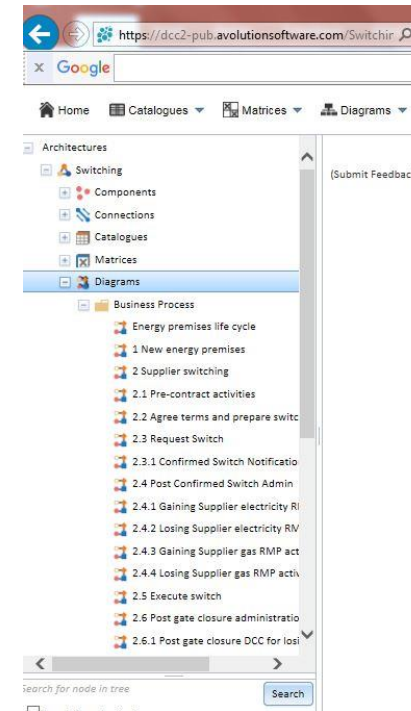 https://dcc2-pub.avolutionsoftware.com/Switchir
x Google
Home Catalogues Matrices Diagrams
Architectures
Switching
(Submit Feedbac
Components
Connections
Catalogues
Matrices
Diagrams
Business Process
Energy premises life cycle
1 New energy premises
2 Supplier switching
2.1 Pre-contract activities
2.2 Agree terms and prepare switc
2.3 Request Switch
2.3.1 Confirmed Switch Notificatio
2.4 Post Confirmed Switch Admin
2.4.1 Gaining Supplier electricity RI
2.4.2 Losing Supplier electricity RM
2.4.3 Gaining Supplier gas RMP act
2.4.4 Losing Supplier gas RMP activ
2.5 Execute switch
2.6 Post gate closure administratio
2.6.1 Post gate closure DCC for losi
Search for node in tree
Search